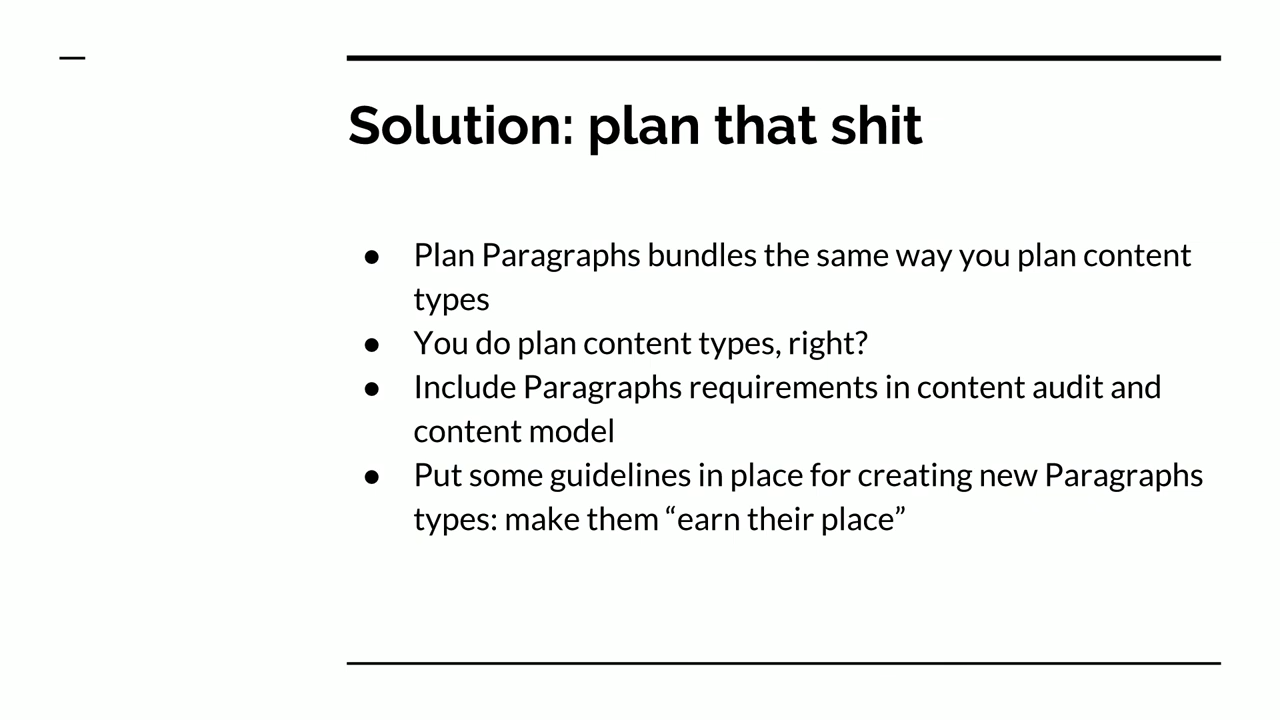 Solution: plan that shit
● Plan Paragraphs bundles the same way you plan content
types
● You do plan content types, right?
● Include Paragraphs requirements in content audit and
content model
● Put some guidelines in place for creating new Paragraphs
types: make them “earn their place”